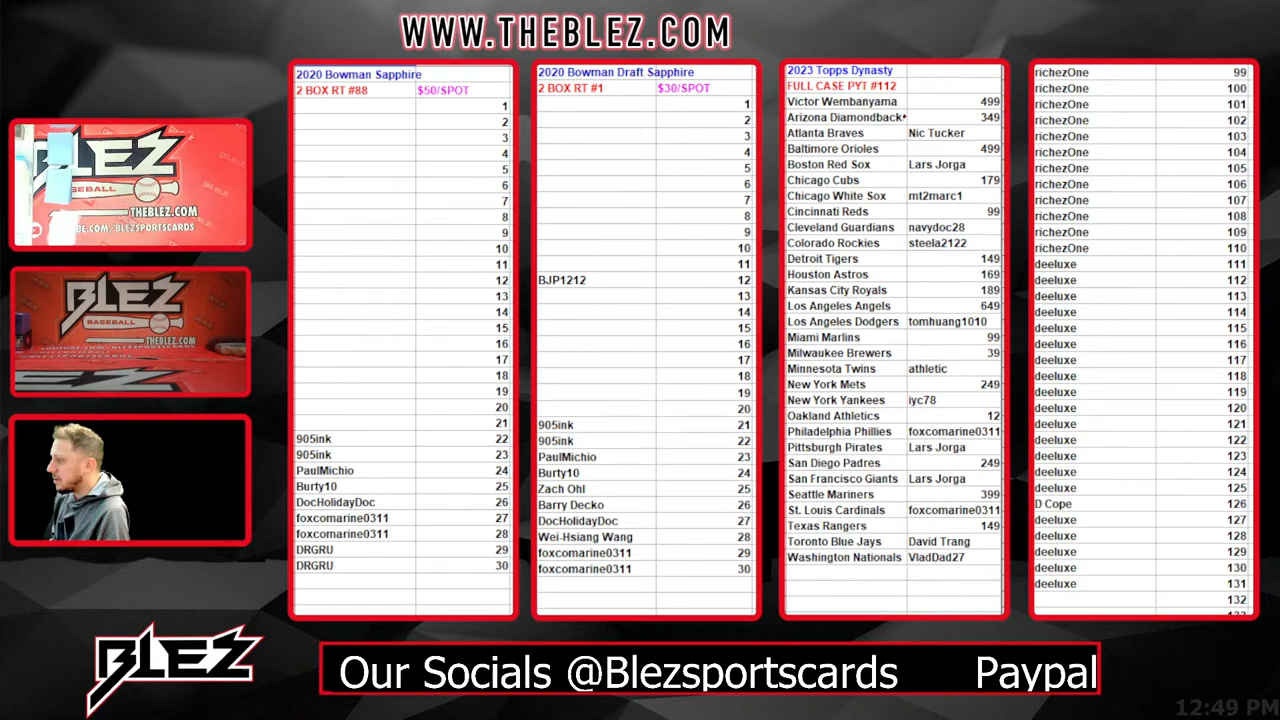 WWW.THEBLEZ.COM
BLEZ
BASEBALL
THEBLEZ.COM
BE.COM/BLEZSPORTSCARDS
BLEZ
BASEBALL
THEBLEZ.COM
2020 Bowman Sapphire
2 BOX RT #88 $50/SPOT
1
2
3
4
5
6
7
8
9
10
11
12
13
14
15
16
17
18
19
20
21
905ink 22
905ink 23
PaulMichio 24
Burty10 25
DocHolidayDoc 26
foxcomarine0311 27
foxcomarine0311 28
DRGRU 29
DRGRU 30
2020 Bowman Draft Sapphire
2 BOX RT #1 $30/SPOT
1
2
3
4
5
6
7
8
9
10
11
BJP1212 12
13
14
15
16
17
18
19
20
905ink 21
905ink 22
PaulMichio 23
Burty10 24
Zach Ohl 25
Barry Decko 26
DocHolidayDoc 27
Wei-Hsiang Wang 28
foxcomarine0311 29
foxcomarine0311 30
2023 Topps Dynasty
FULL CASE PYT #112
Victor Wembanyama 499
Arizona Diamondback 349
Atlanta Braves Nic Tucker
Baltimore Orioles 499
Boston Red Sox Lars Jorga
Chicago Cubs 179
Chicago White Sox mt2marc1
Cincinnati Reds 99
Cleveland Guardians navydoc28
Colorado Rockies steela2122
Detroit Tigers 149
Houston Astros 169
Kansas City Royals 189
Los Angeles Angels 649
Los Angeles Dodgers tomhuang1010
Miami Marlins 99
Milwaukee Brewers 39
Minnesota Twins athletic
New York Mets 249
New York Yankees iyc78
Oakland Athletics 12
Philadelphia Phillies foxcomarine0311
Pittsburgh Pirates Lars Jorga
San Diego Padres 249
San Francisco Giants Lars Jorga
Seattle Mariners 399
St. Louis Cardinals foxcomarine0311
Texas Rangers 149
Toronto Blue Jays David Trang
Washington Nationals VladDad27
richezOne 99
richezOne 100
richezOne 101
richezOne 102
richezOne 103
richezOne 104
richezOne 105
richezOne 106
richezOne 107
richezOne 108
richezOne 109
richezOne 110
deeluxe 111
deeluxe 112
deeluxe 113
deeluxe 114
deeluxe 115
deeluxe 116
deeluxe 117
deeluxe 118
deeluxe 119
deeluxe 120
deeluxe 121
deeluxe 122
deeluxe 123
deeluxe 124
deeluxe 125
D Cope 126
deeluxe 127
deeluxe 128
deeluxe 129
deeluxe 130
deeluxe 131
132
BLEZ
Our Socials @Blezsportscards Paypal
12:49 PM